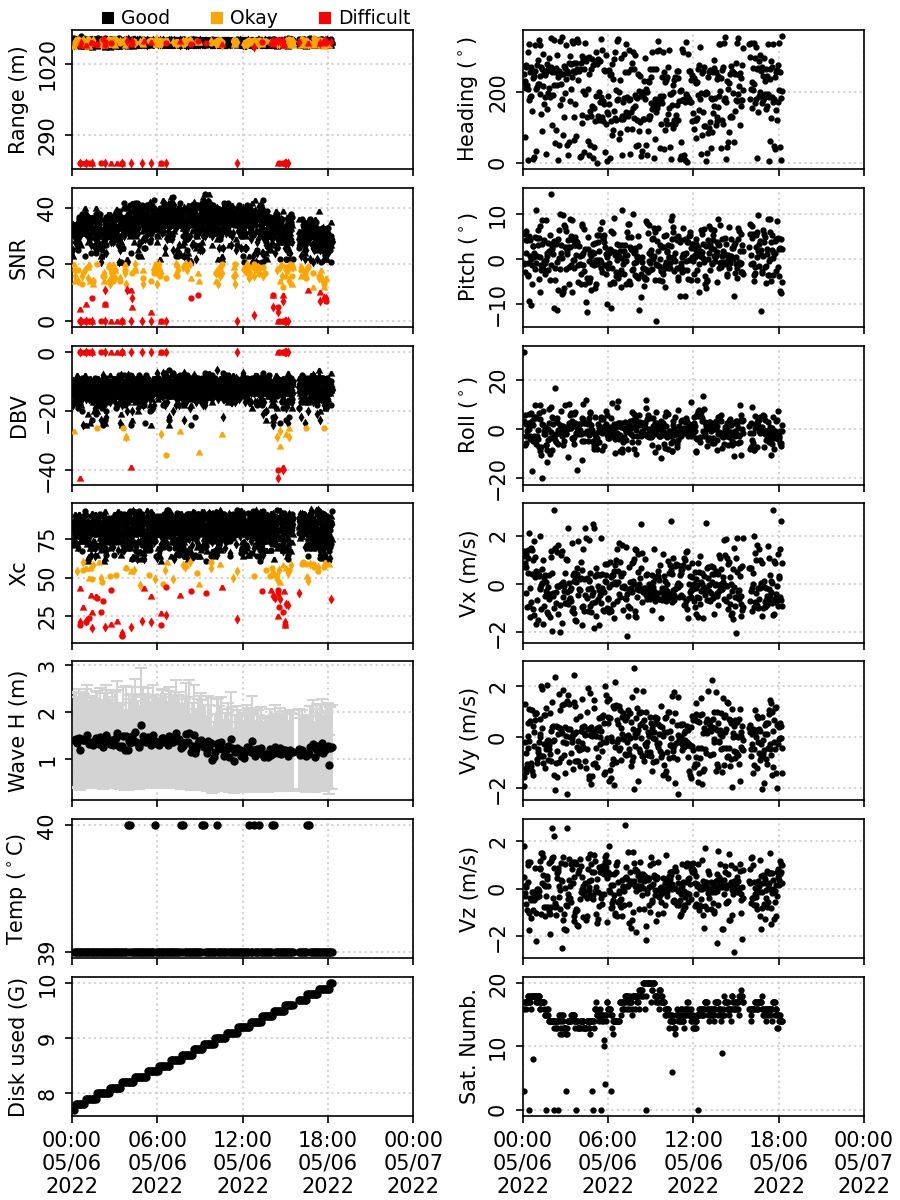 Good Okay Difficult
Range (m)
1020
290
SNR
40
20
0
DBV
0
−20
−40
Xc
75
50
25
Wave H (m)
3
2
1
Temp (°C)
40
39
Disk used (G)
10
9
8
00:00 06:00 12:00 18:00 00:00
05/06 05/06 05/06 05/06 05/07
2022 2022 2022 2022 2022
Heading (°)
200
0
Pitch (°)
10
0
−10
Roll (°)
20
0
−20
Vx (m/s)
2
0
−2
Vy (m/s)
2
0
−2
Vz (m/s)
2
0
−2
Sat. Numb.
20
10
0
00:00 06:00 12:00 18:00 00:00
05/06 05/06 05/06 05/06 05/07
2022 2022 2022 2022 2022